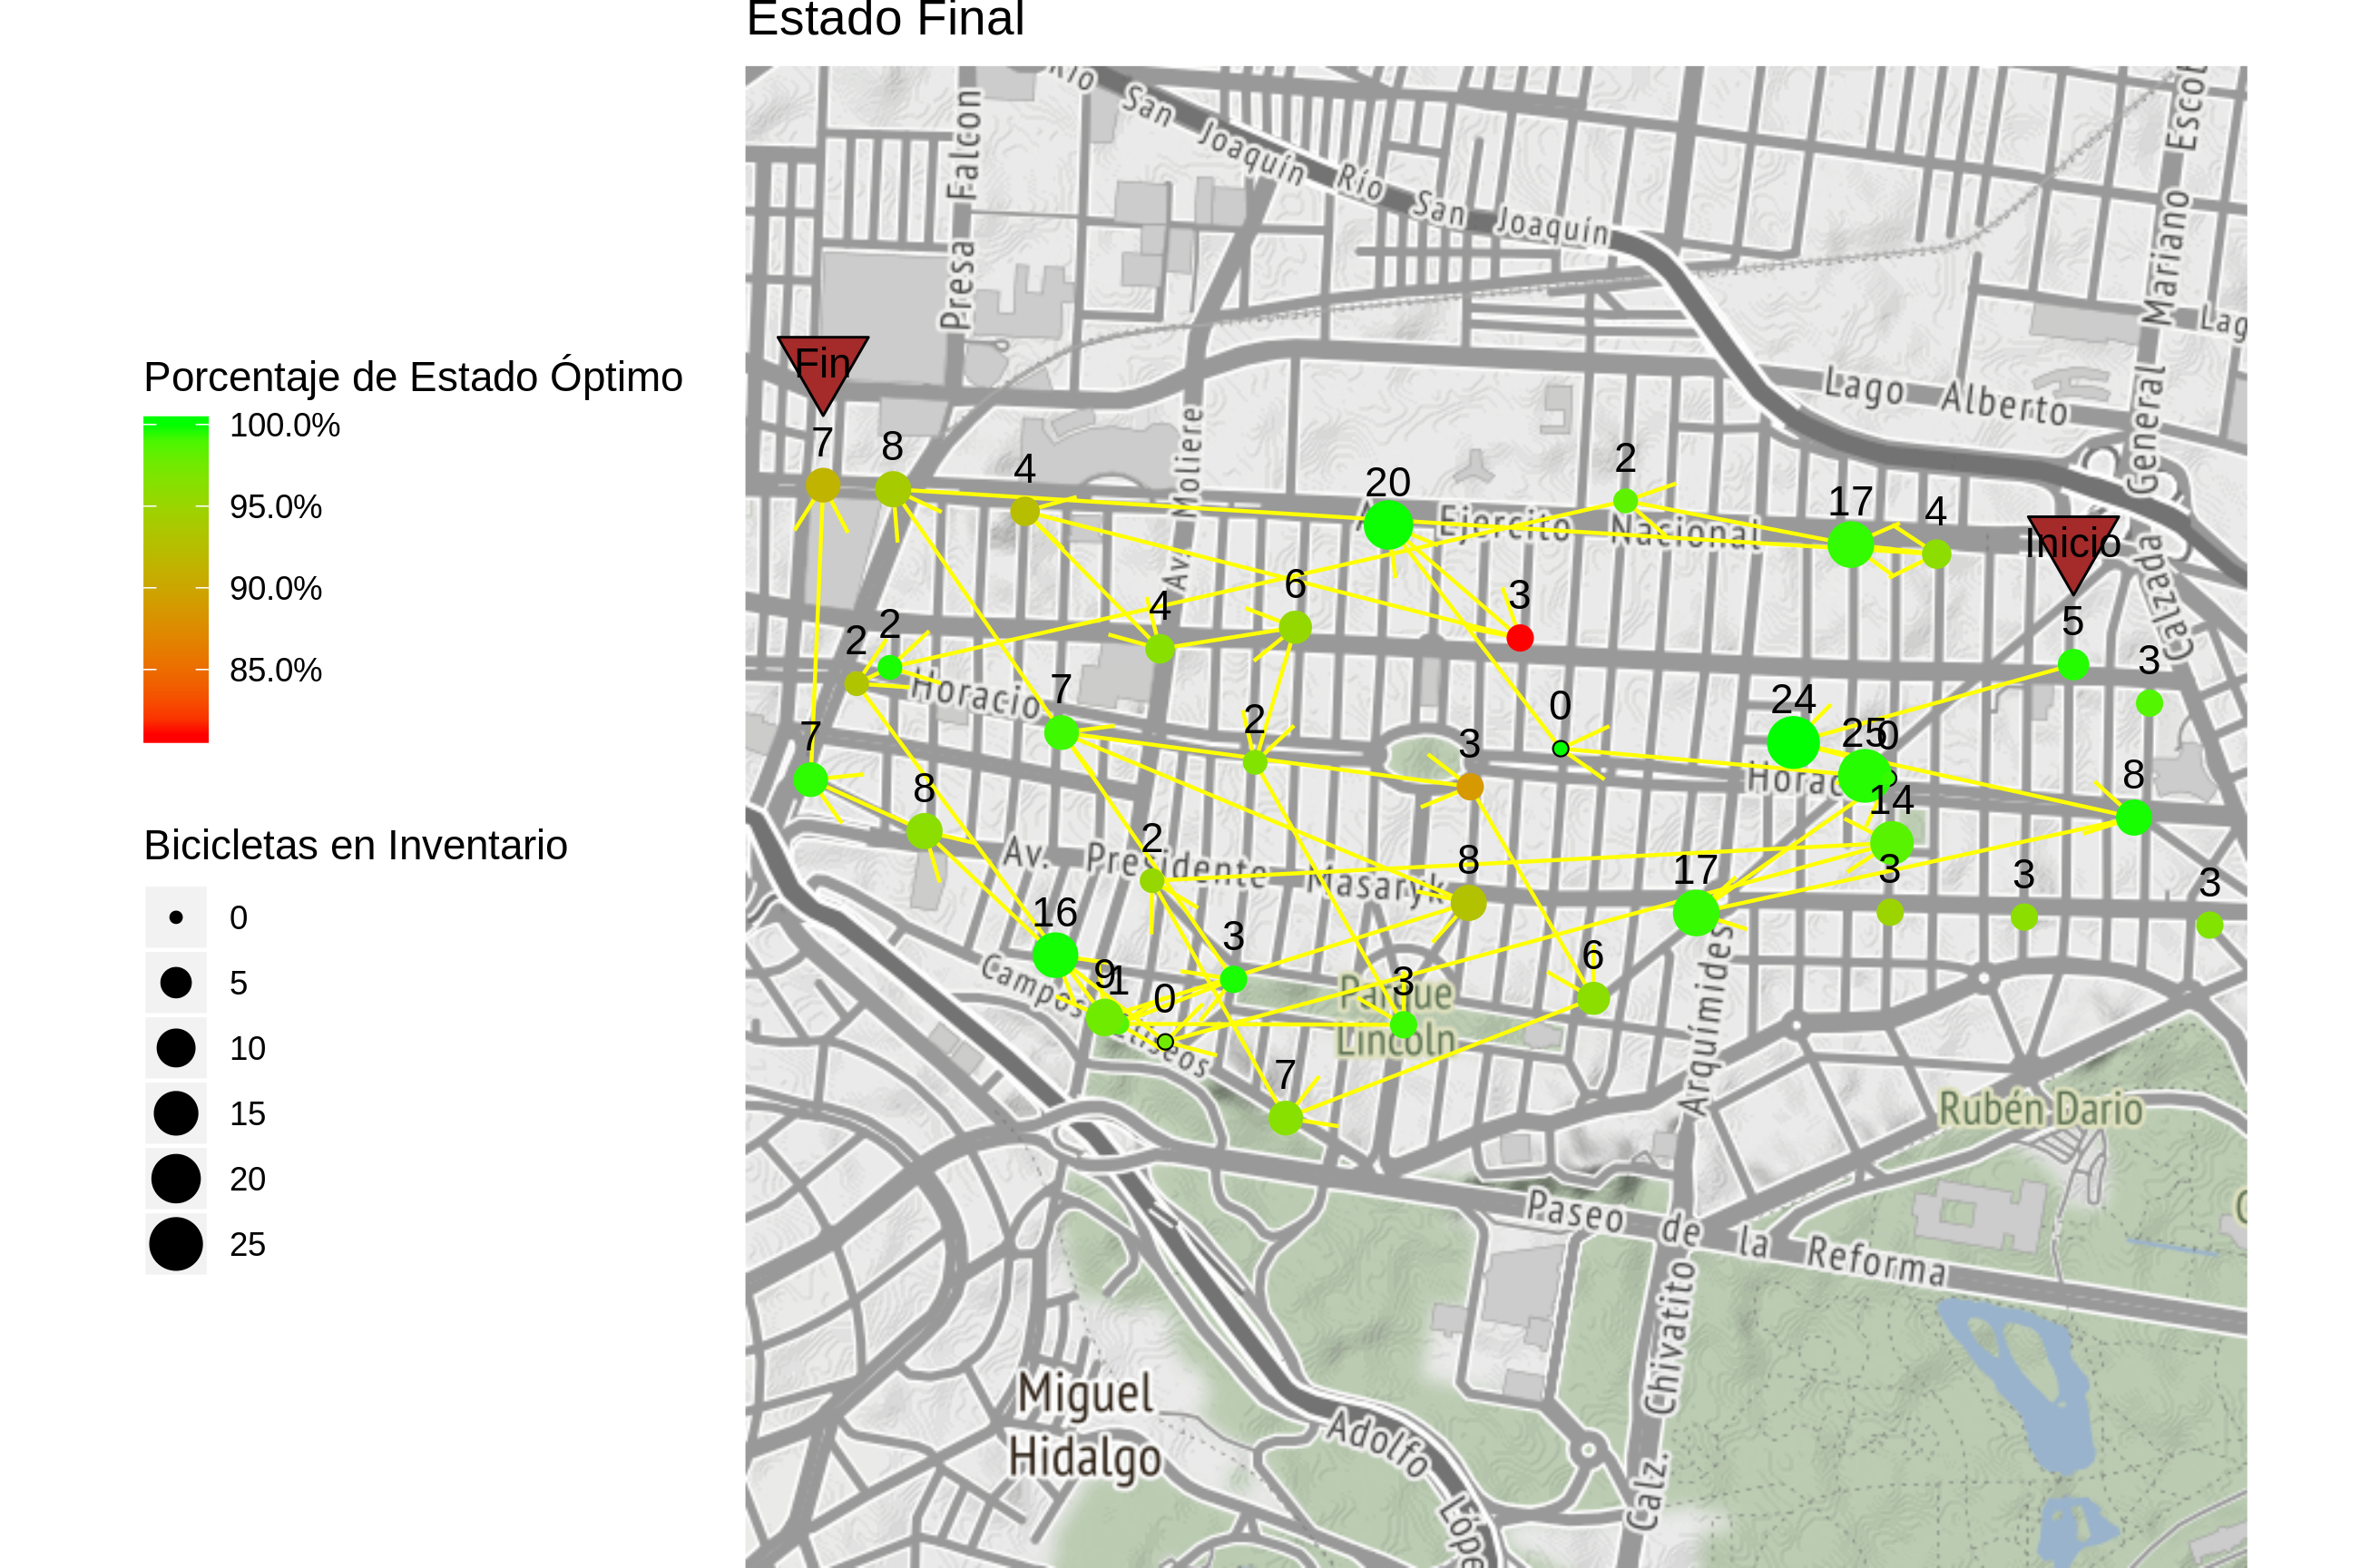 Estado Final
Porcentaje de Estado Óptimo
100.0%
95.0%
90.0%
85.0%
Bicicletas en Inventario
0
5
10
15
20
25
Río San Joaquín Río San Joaquín
Presa Falcon
General Mariano Escob
Lag
Lago Alberto
Calzada
Fin
Inicio
7
8
4
20
2
17
4
Av. Moliere
Ejercito Nacional
6
3
4
2
2
5
3
Horacio
7
2
0
24
25
0
3
Horac
14
8
7
8
Av. Presidente Masaryk
2
8
17
3
3
3
16
9
1
0
3
3
6
Campos Elíseos
Parque
Lincoln
7
Arquímides
Rubén Dario
Paseo de la Reforma
Calz. Chivatito
Miguel
Hidalgo
Adolfo Lópe